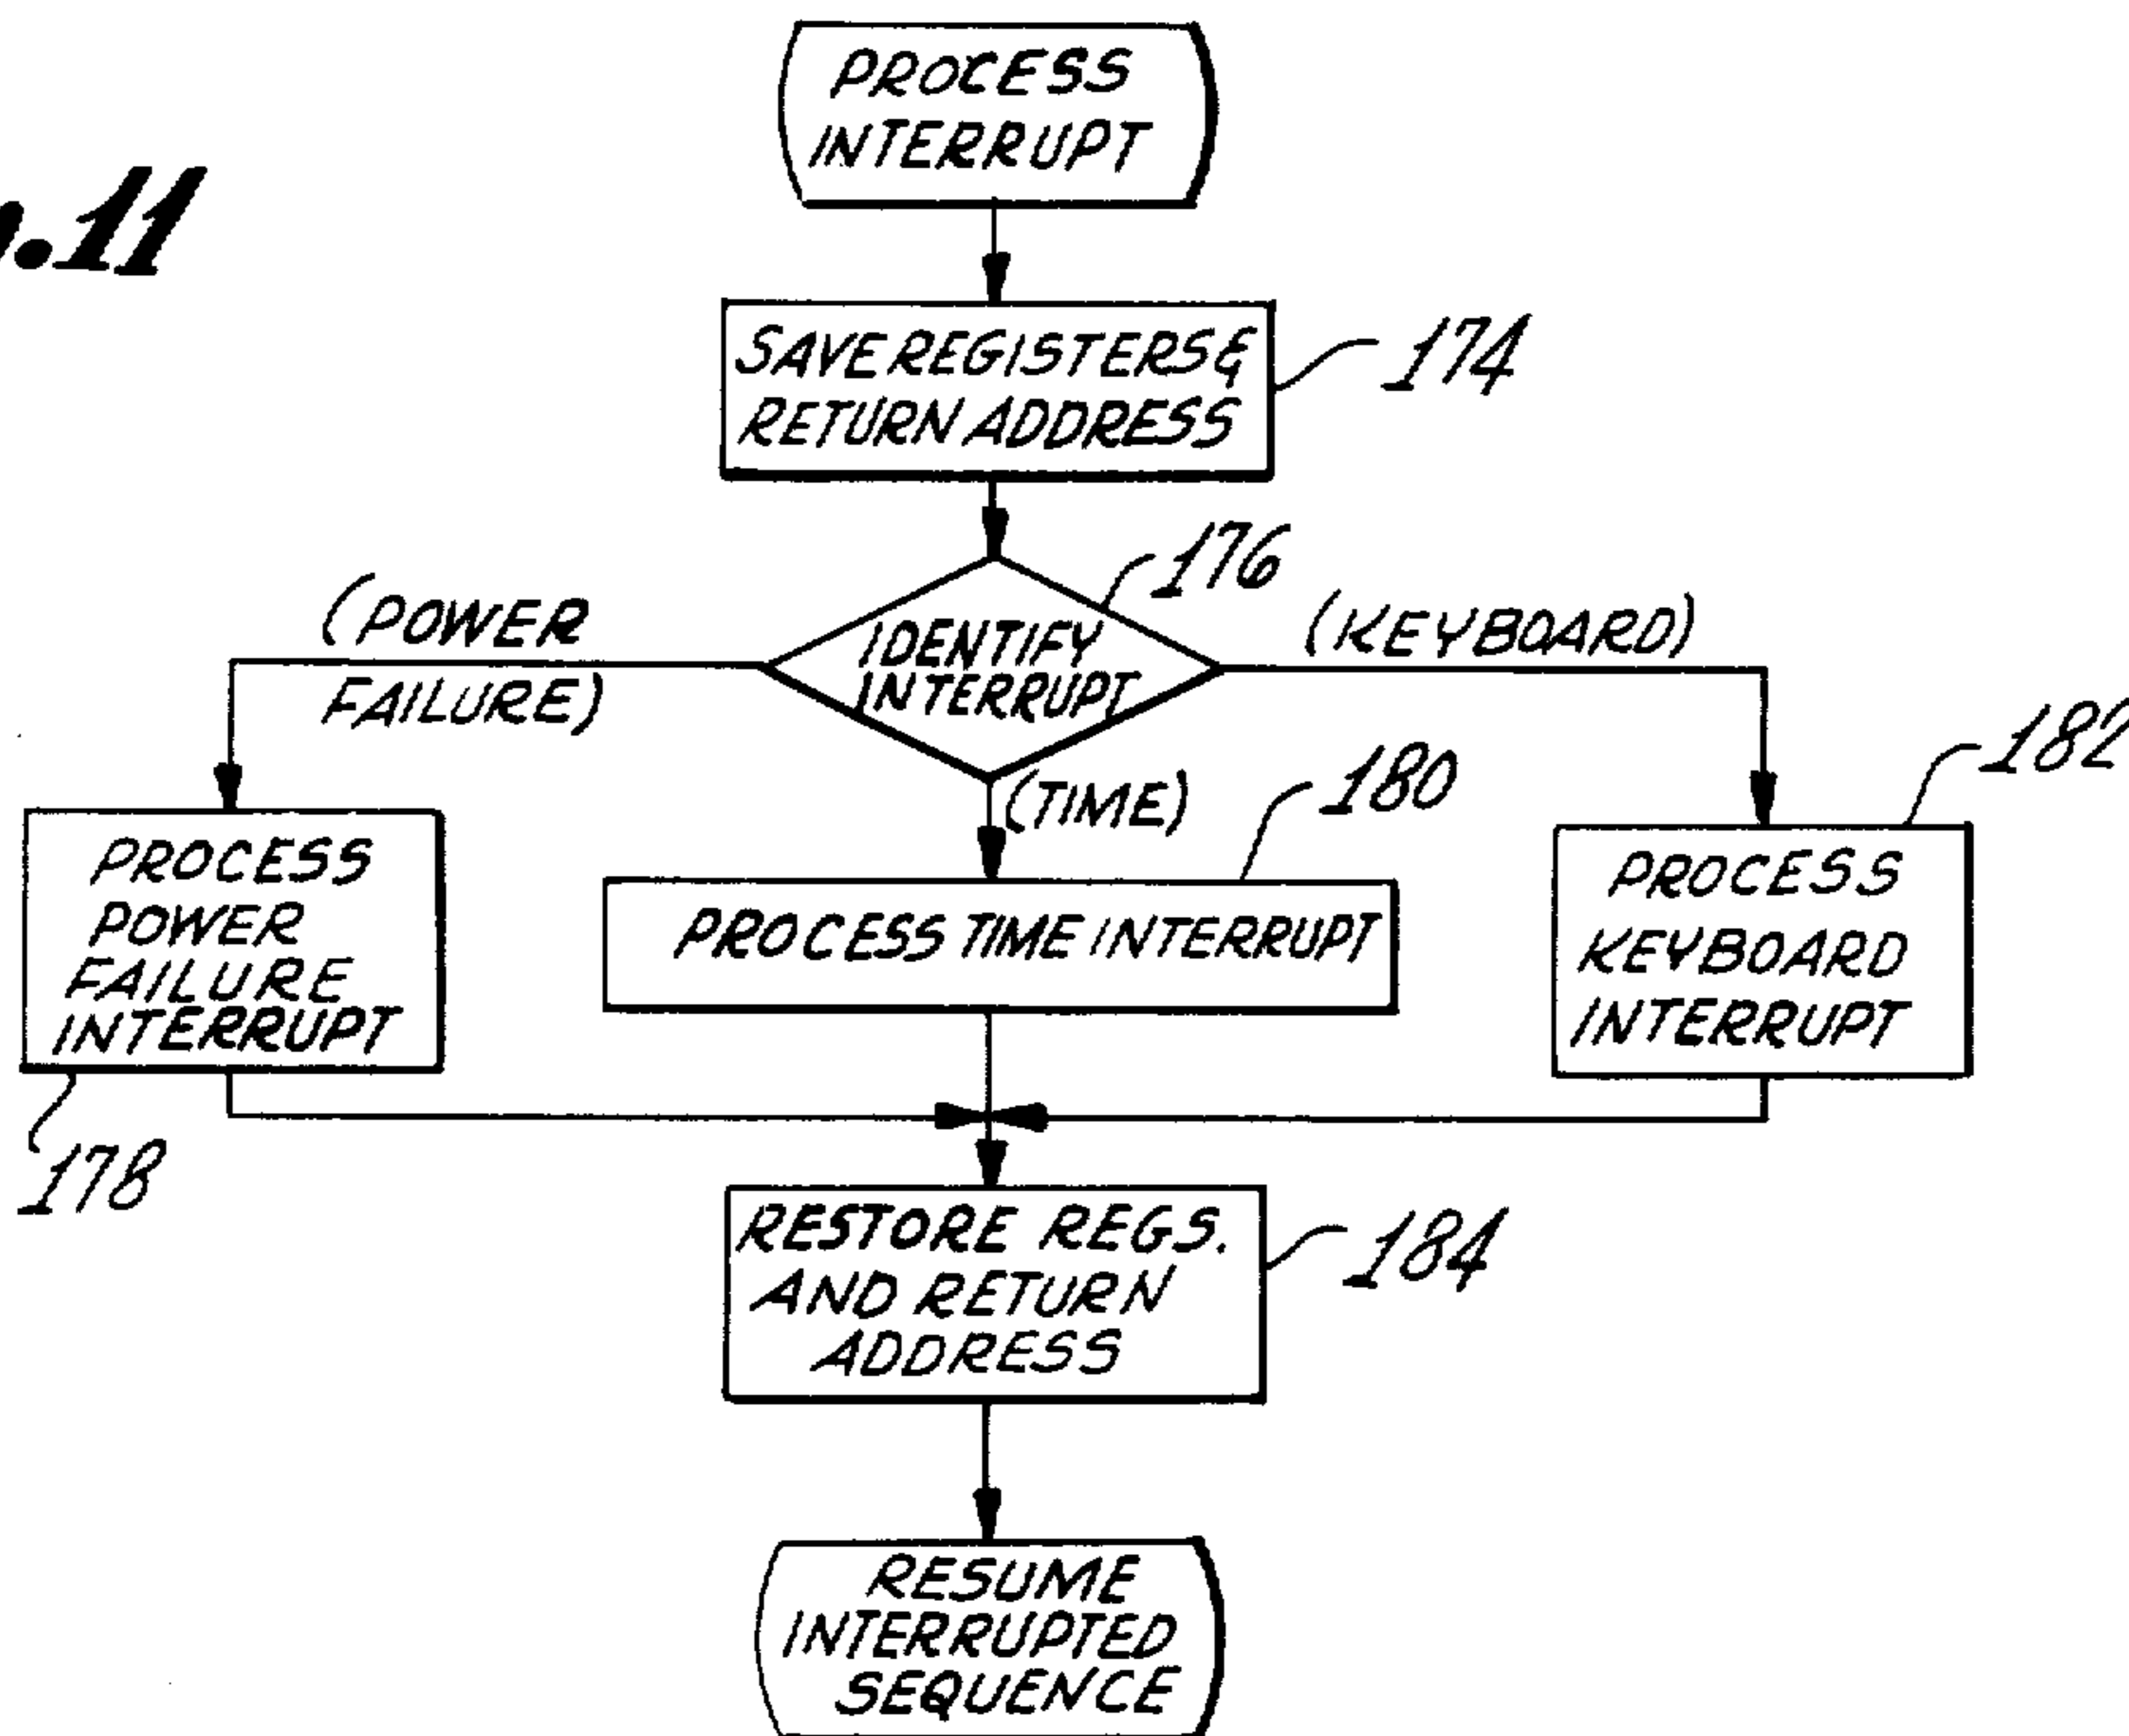 .11
PROCESS
INTERRUPT
SAVE REGISTERS &
RETURN ADDRESS
174
176
(POWER
FAILURE)
IDENTIFY
INTERRUPT
(KEYBOARD)
(TIME)
180
182
PROCESS
POWER
FAILURE
INTERRUPT
PROCESS TIME INTERRUPT
PROCESS
KEYBOARD
INTERRUPT
178
RESTORE REGS.
AND RETURN
ADDRESS
184
RESUME
INTERRUPTED
SEQUENCE